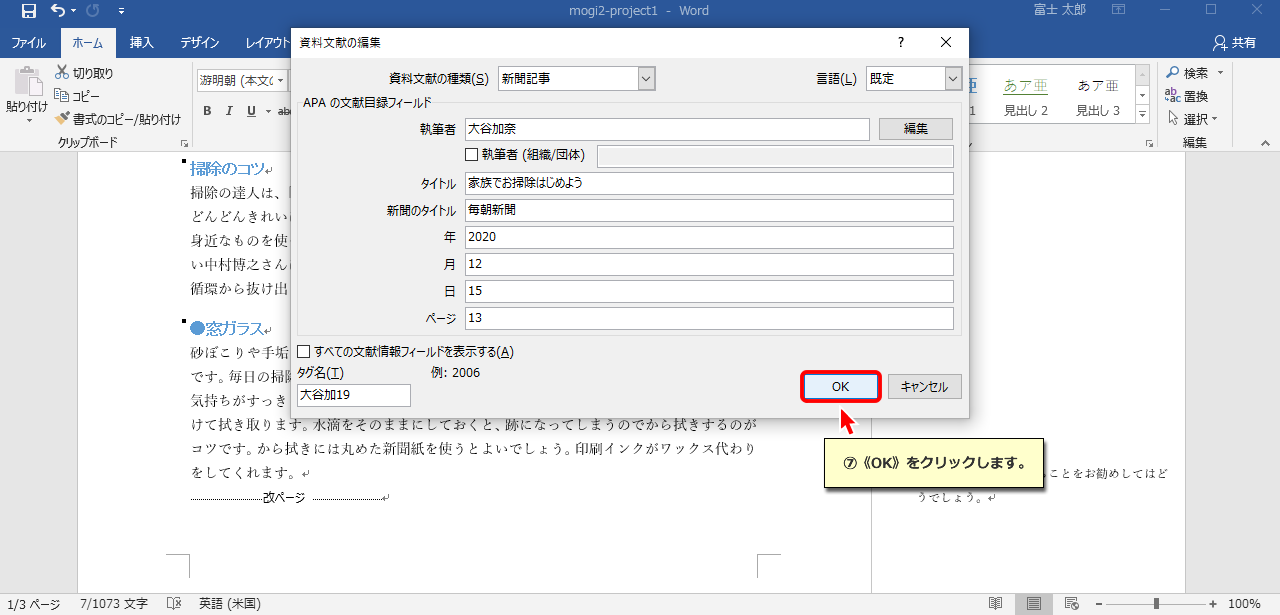 mogi2-project1 - Word
富士 太郎
ファイル
ホーム
挿入
デザイン
レイアウト
共有
貼り付け
切り取り
コピー
書式のコピー/貼り付け
クリップボード
游明朝 (本文の
B I U abc
あア亜
見出し 2
あア亜
見出し 3
検索
置換
選択
編集
資料文献の編集
? ×
資料文献の種類(S)
新聞記事
言語(L)
既定
APA の文献目録フィールド
執筆者
大谷加奈
編集
執筆者 (組織/団体)
タイトル
家族でお掃除はじめよう
新聞のタイトル
毎朝新聞
年
2020
月
12
日
15
ページ
13
すべての文献情報フィールドを表示する(A)
タグ名(T)
例: 2006
大谷加19
OK
キャンセル
⑦《OK》をクリックします。
掃除のコツ
掃除の達人は、
どんどんきれい
身近なものを使
い中村博之さん
循環から抜け出
●窓ガラス
砂ぼこりや手垢
です。毎日の掃除
気持ちがすっき
けて拭き取ります。水滴をそのままにしておくと、跡になってしまうのでから拭きするのが
コツです。から拭きには丸めた新聞紙を使うとよいでしょう。印刷インクがワックス代わり
をしてくれます。
改ページ
ことをお勧めしてはど
うでしょう。
1/3 ページ
7/1073 文字
英語 (米国)
100%